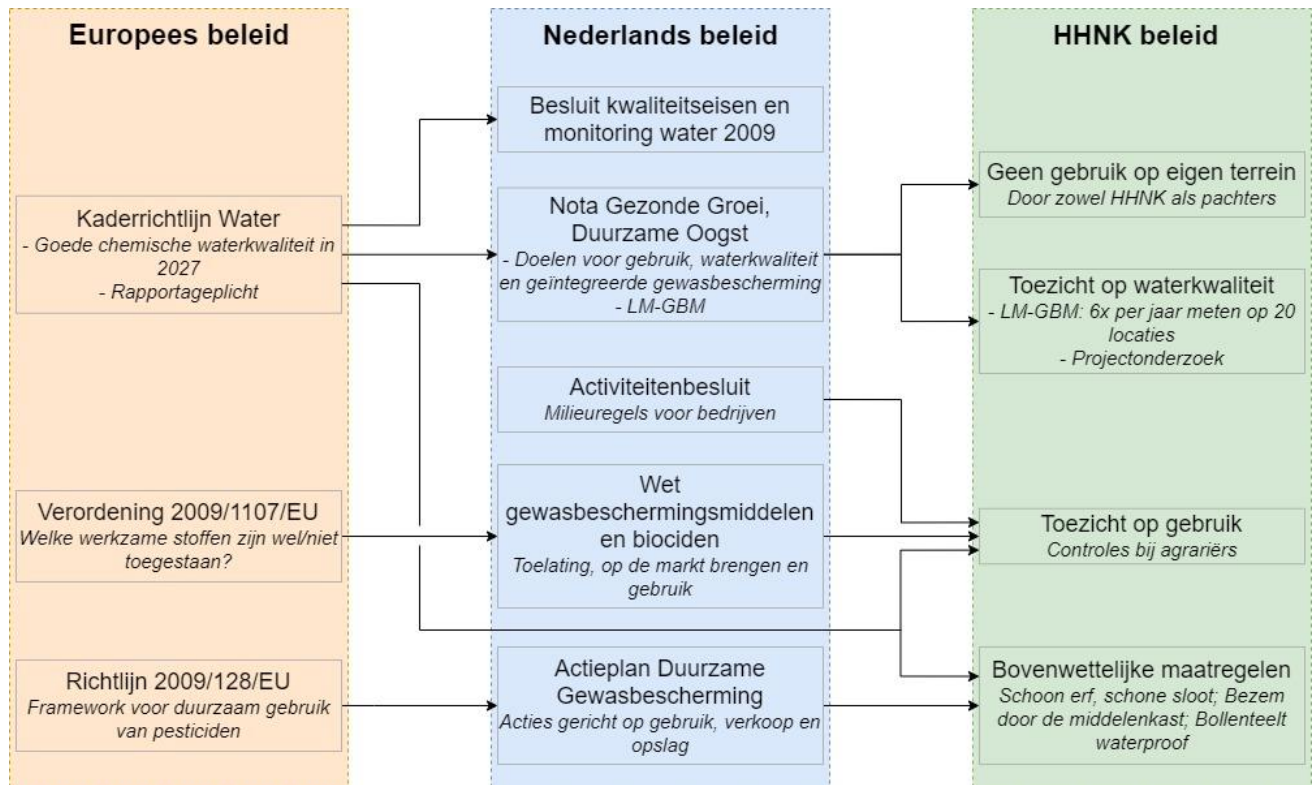 Europees beleid
Kaderrichtlijn Water
- Goede chemische waterkwaliteit in
2027
- Rapportageplicht
Verordening 2009/1107/EU
Welke werkzame stoffen zijn wel/niet
toegestaan?
Richtlijn 2009/128/EU
Framework voor duurzaam gebruik
van pesticiden
Nederlands beleid
Besluit kwaliteitseisen en
monitoring water 2009
Nota Gezonde Groei,
Duurzame Oogst
- Doelen voor gebruik, waterkwaliteit
en geïntegreerde gewasbescherming
- LM-GBM
Activiteitenbesluit
Milieuregels voor bedrijven
Wet
gewasbeschermingsmiddelen
en biociden
Toelating, op de markt brengen en
gebruik
Actieplan Duurzame
Gewasbescherming
Acties gericht op gebruik, verkoop en
opslag
HHNK beleid
Geen gebruik op eigen terrein
Door zowel HHNK als pachters
Toezicht op waterkwaliteit
- LM-GBM: 6x per jaar meten op 20
locaties
- Projectonderzoek
Toezicht op gebruik
Controles bij agrariërs
Bovenwettelijke maatregelen
Schoon erf, schone sloot; Bezem
door de middelenkast; Bollenteelt
waterproof